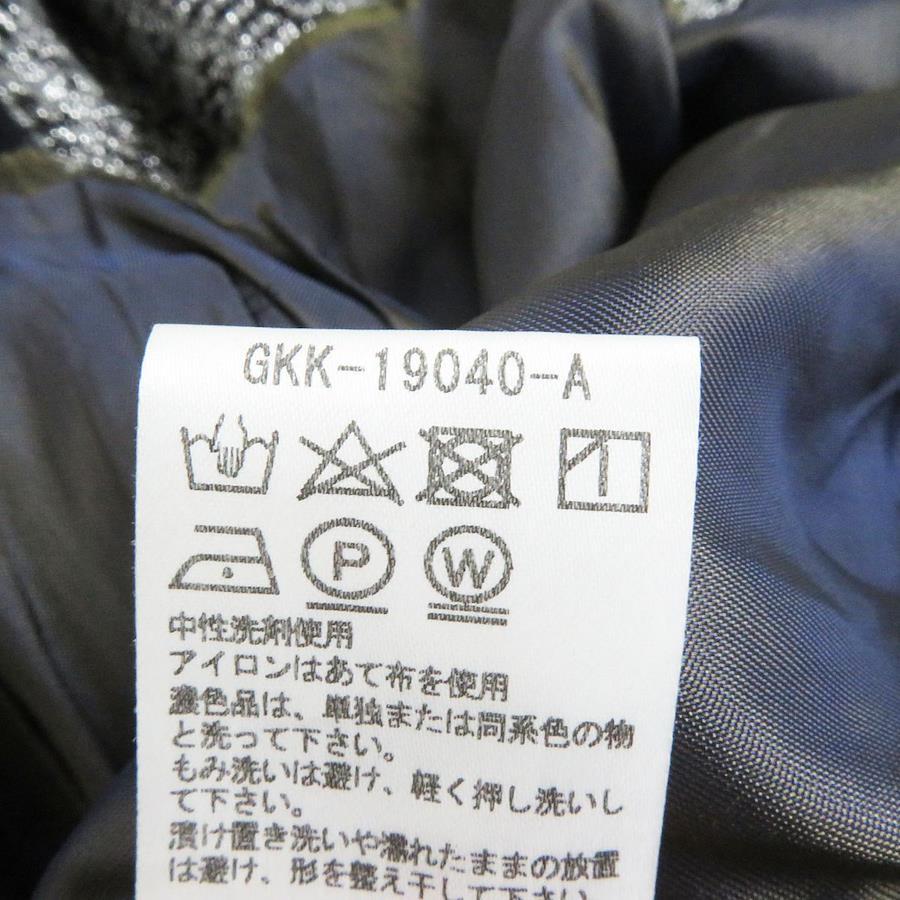 GKK-19040-A
P W
中性洗剤使用
アイロンはあて布を使用
濃色品は、単独または同系色の物
と洗って下さい。
もみ洗いは避け、軽く押し洗いし
て下さい。
漬け置き洗いや濡れたままの放置
は避け、形を整え干して下さい。